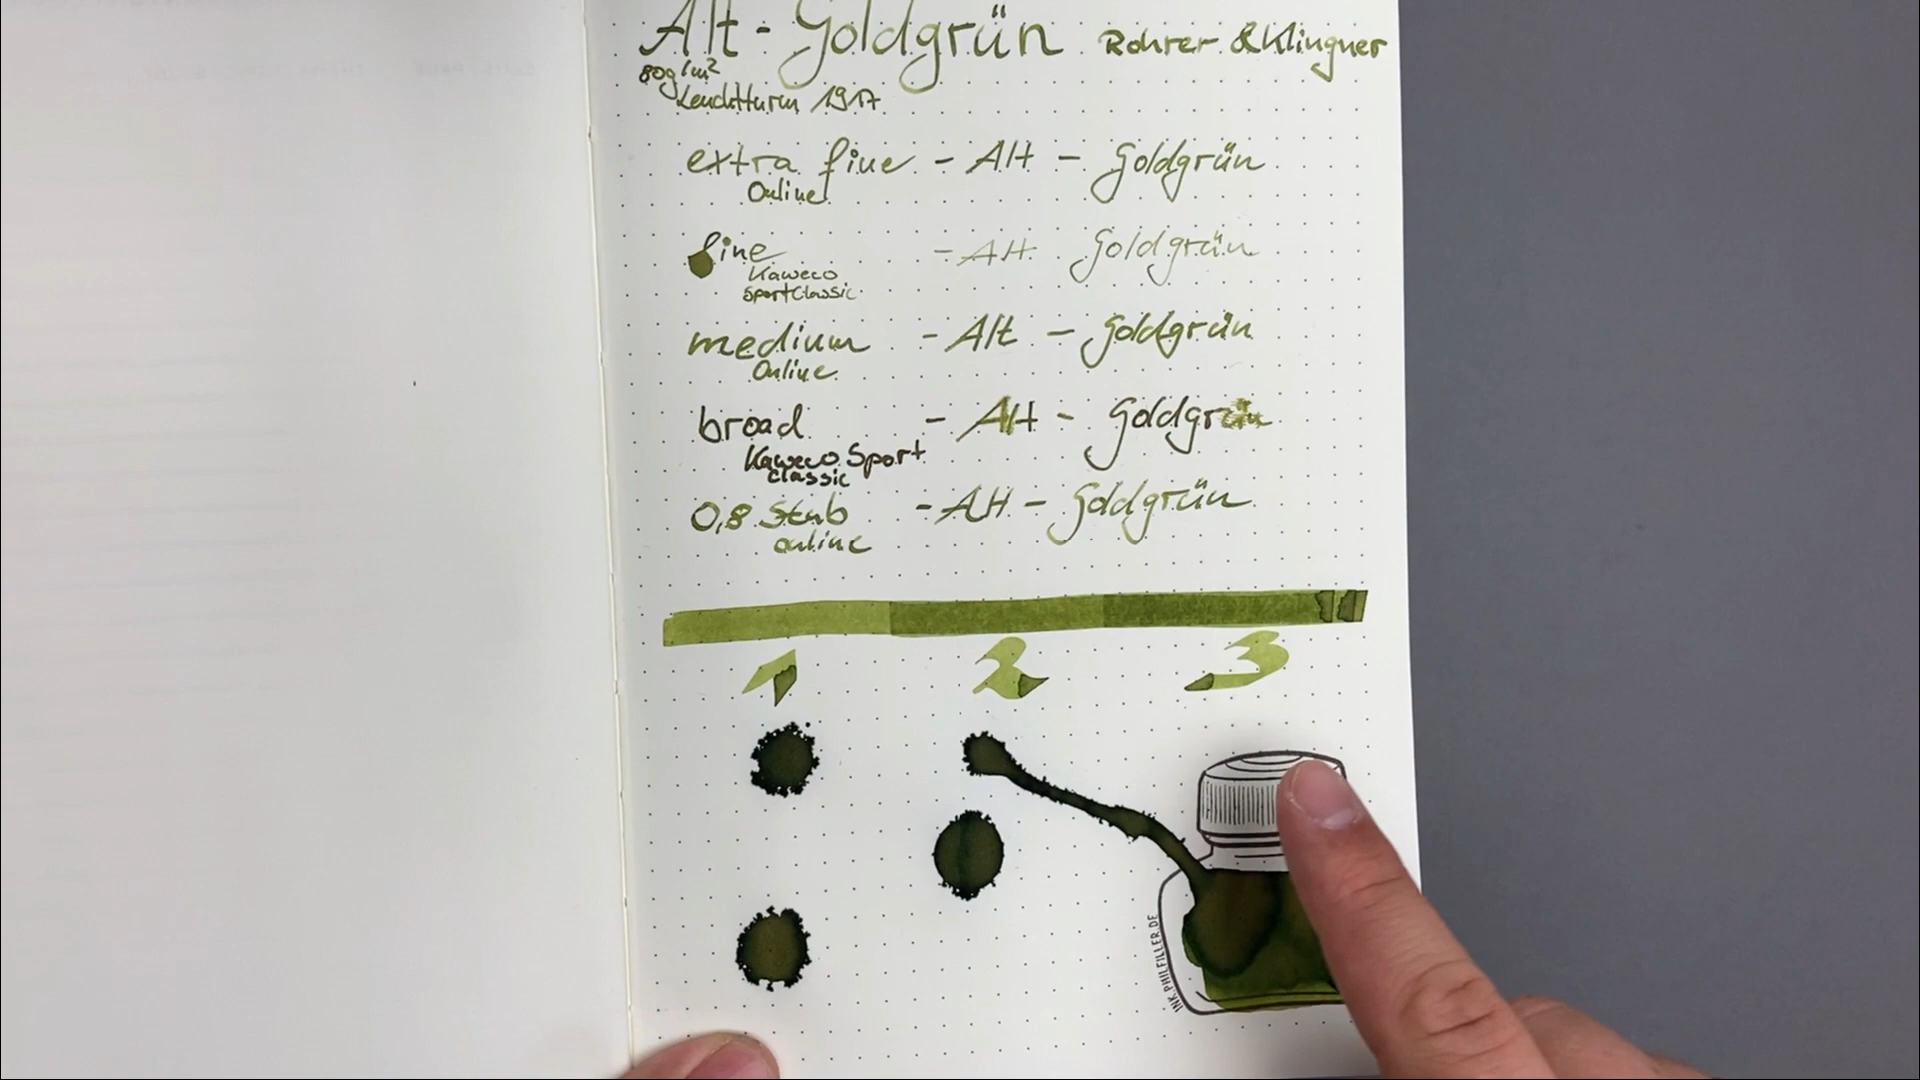 Alt - Goldgrün Rohrer & Klingner
80g/m²
Leuchtturm 1917
extra fine - Alt - Goldgrün
Online
fine - Alt Goldgrün
Kaweco
Sport Classic
medium - Alt - Goldgrün
Online
broad - Alt - Goldgrün
Kaweco Sport
Classic
0,8 Stub - Alt - Goldgrün
online
1 2 3
INK.PHILFILLER.DE